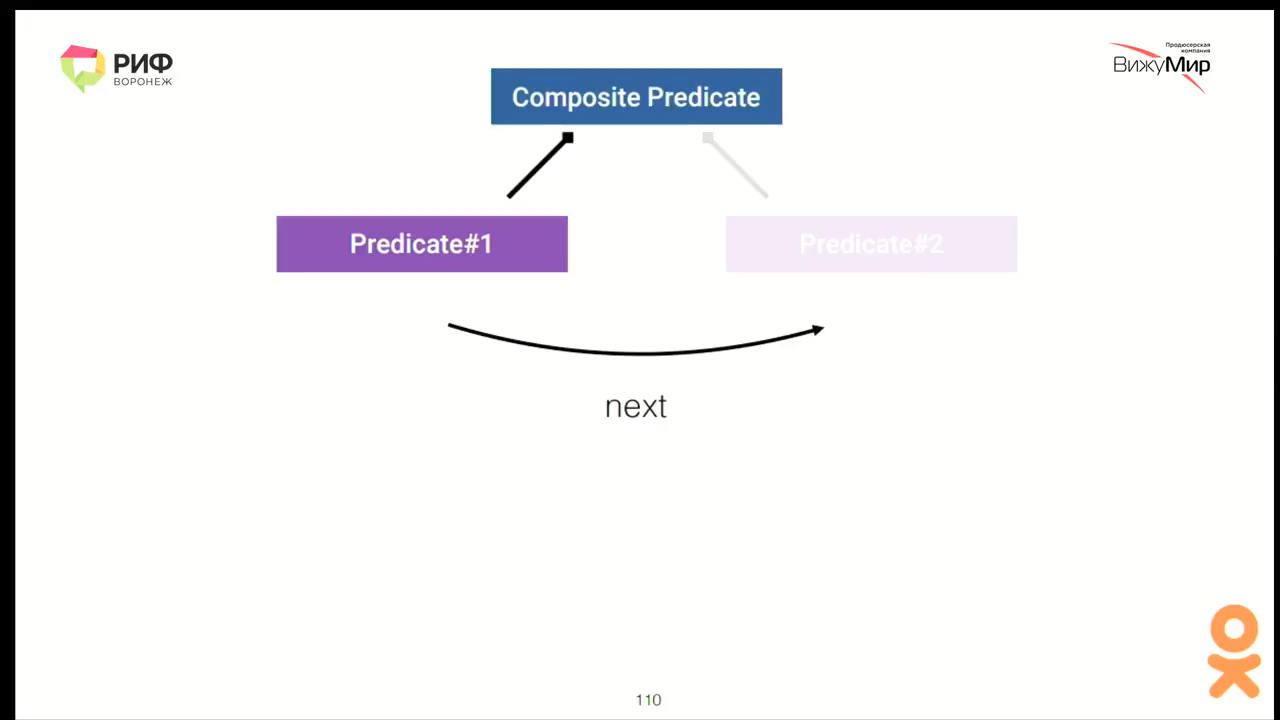 РИФ
ВОРОНЕЖ
Продюсерская
компания
ВижуМир
Composite Predicate
Predicate#1
Predicate#2
next
110